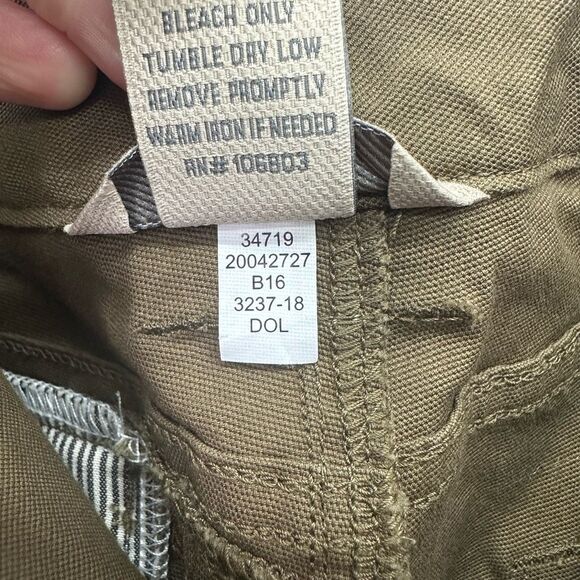 BLEACH ONLY
TUMBLE DRY LOW
REMOVE PROMPTLY
WARM IRON IF NEEDED
RN# 106803
34719
20042727
B16
3237-18
DOL